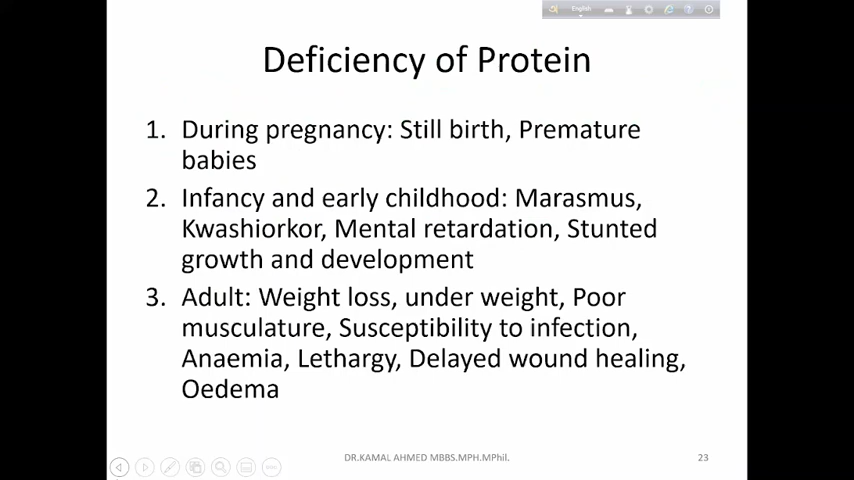 English
Deficiency of Protein
1. During pregnancy: Still birth, Premature
babies
2. Infancy and early childhood: Marasmus,
Kwashiorkor, Mental retardation, Stunted
growth and development
3. Adult: Weight loss, under weight, Poor
musculature, Susceptibility to infection,
Anaemia, Lethargy, Delayed wound healing,
Oedema
DR.KAMAL AHMED MBBS.MPH.MPhil.
23